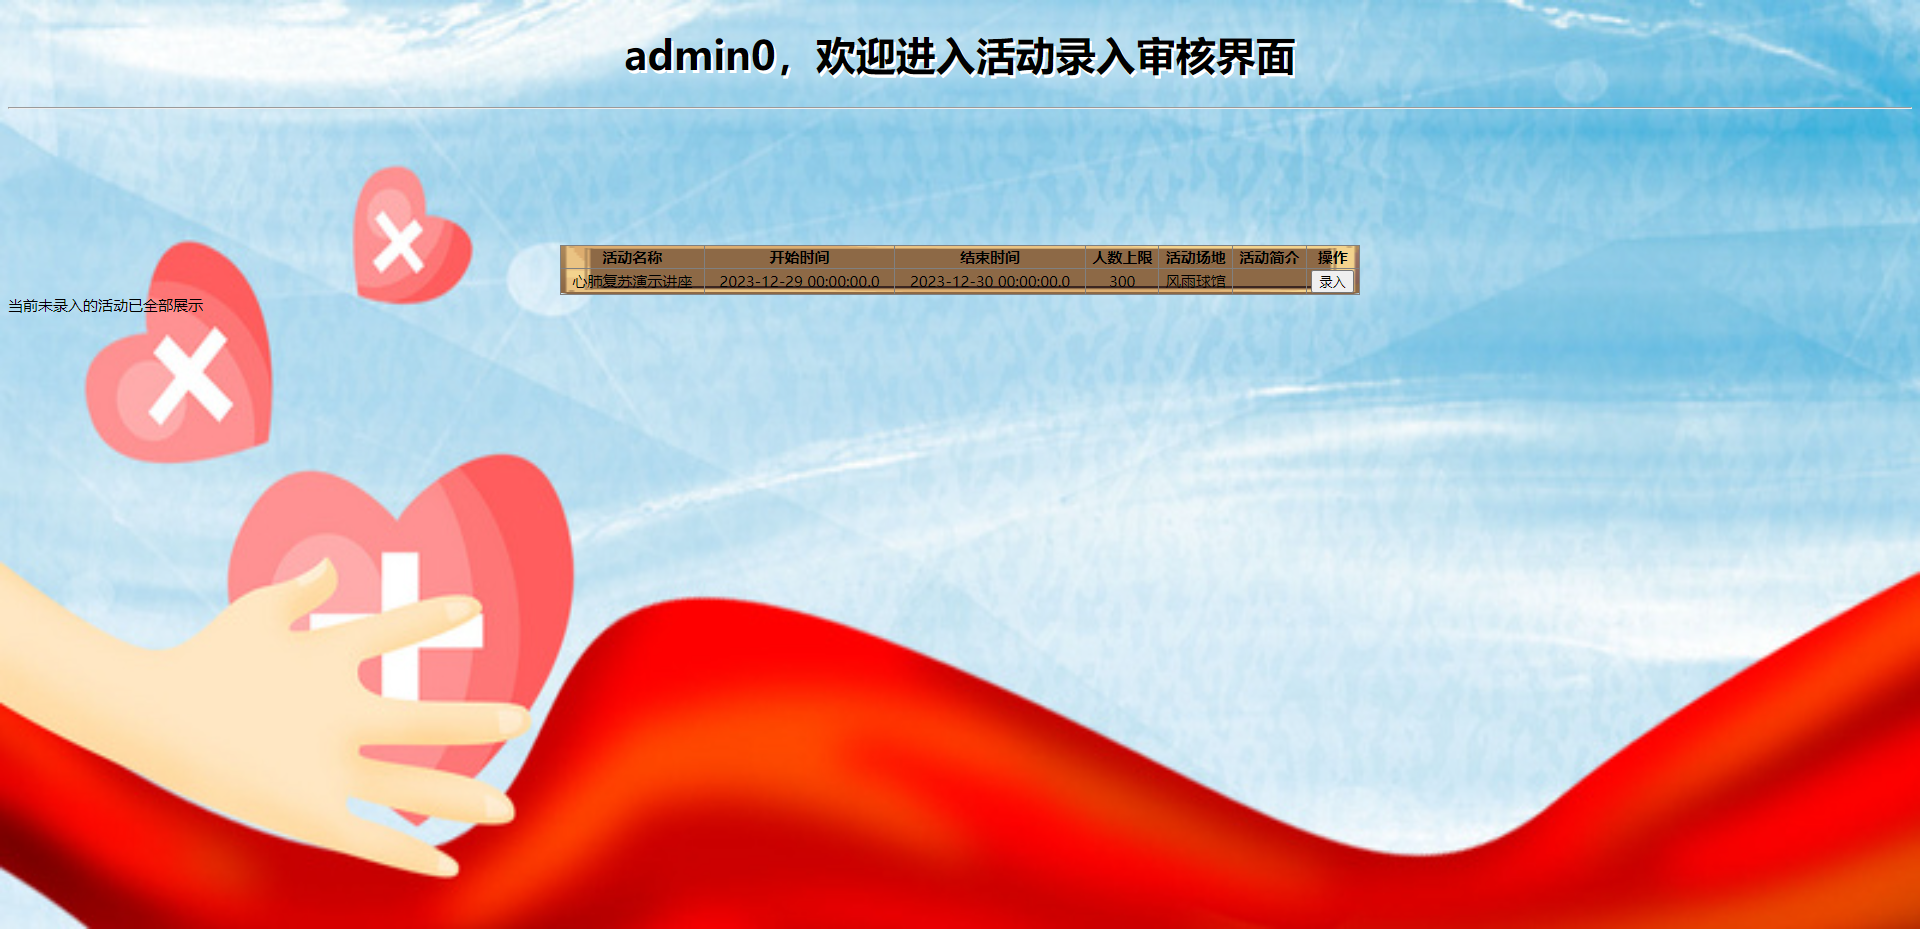 admin0，欢迎进入活动录入审核界面
活动名称 开始时间 结束时间 人数上限 活动场地 活动简介 操作
心肺复苏演示讲座 2023-12-29 00:00:00.0 2023-12-30 00:00:00.0 300 风雨球馆 录入
当前未录入的活动已全部展示